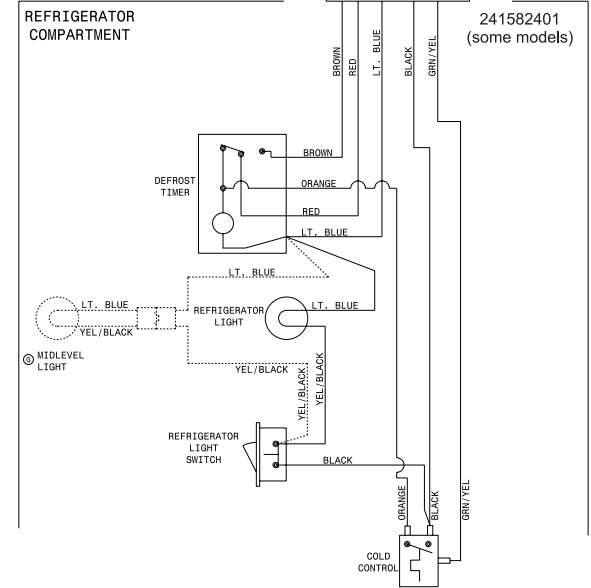 REFRIGERATOR
COMPARTMENT
241582401
(some models)
BROWN
RED
LT. BLUE
BLACK
GRN/YEL
DEFROST
TIMER
BROWN
ORANGE
RED
LT. BLUE
LT. BLUE
LT. BLUE
YEL/BLACK
REFRIGERATOR
LIGHT
LT. BLUE
G MIDLEVEL
LIGHT
YEL/BLACK
YEL/BLACK
YEL/BLACK
REFRIGERATOR
LIGHT
SWITCH
BLACK
ORANGE
BLACK
GRN/YEL
COLD
CONTROL